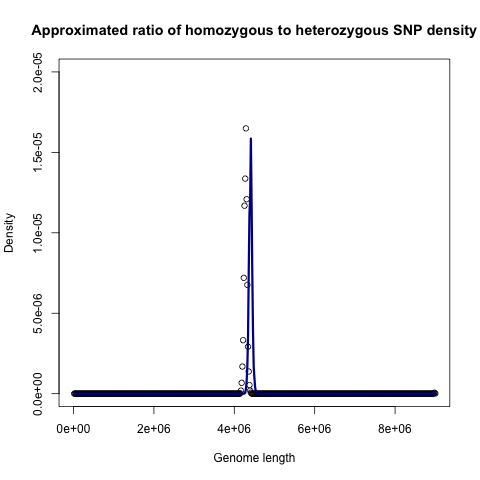 Approximated ratio of homozygous to heterozygous SNP density
2.0e-05
1.5e-05
1.0e-05
5.0e-06
0.0e+00
Density
0e+00 2e+06 4e+06 6e+06 8e+06
Genome length